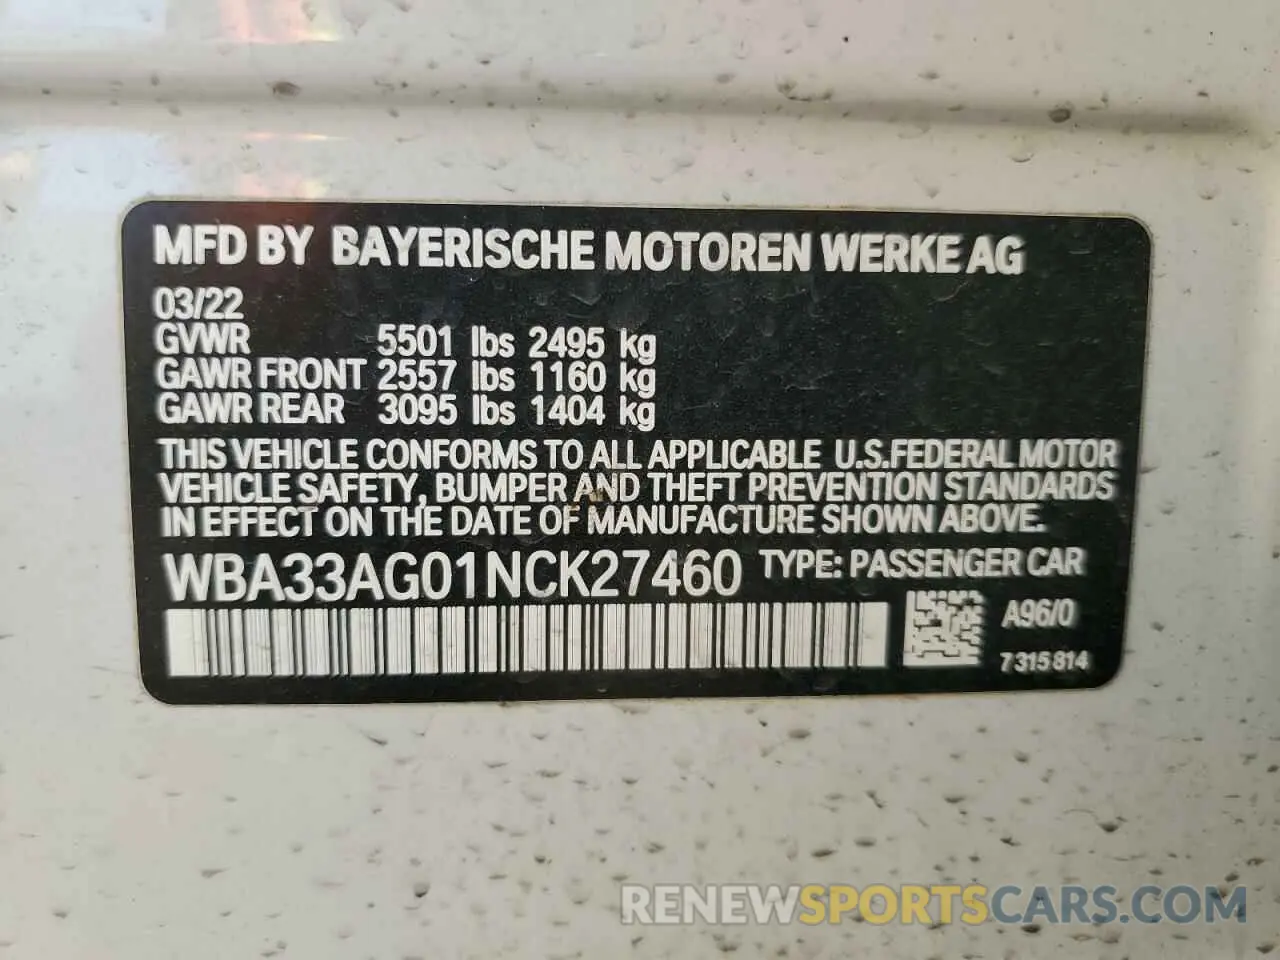 MFD BY BAYERISCHE MOTOREN WERKE AG
03/22
GVWR 5501 lbs 2495 kg
GAWR FRONT 2557 lbs 1160 kg
GAWR REAR 3095 lbs 1404 kg
THIS VEHICLE CONFORMS TO ALL APPLICABLE U.S.FEDERAL MOTOR
VEHICLE SAFETY, BUMPER AND THEFT PREVENTION STANDARDS
IN EFFECT ON THE DATE OF MANUFACTURE SHOWN ABOVE.
WBA33AG01NCK27460 TYPE: PASSENGER CAR
A96/0
7 315 814
RENEWSPORTSCARS.COM